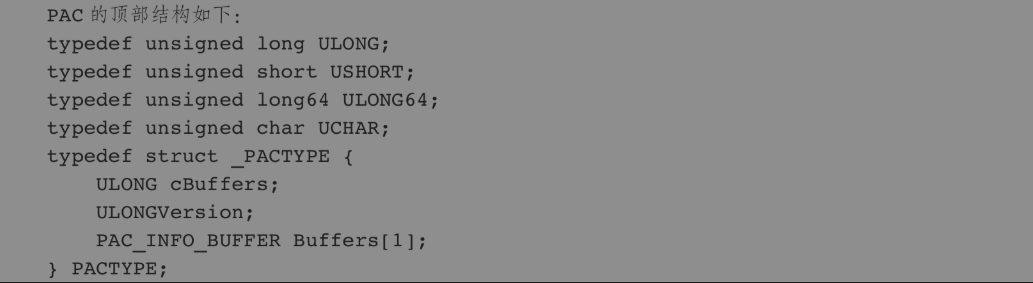 PAC 的顶部结构如下:
typedef unsigned long ULONG;
typedef unsigned short USHORT;
typedef unsigned long64 ULONG64;
typedef unsigned char UCHAR;
typedef struct _PACTYPE {
    ULONG cBuffers;
    ULONGVersion;
    PAC_INFO_BUFFER Buffers[1];
} PACTYPE;